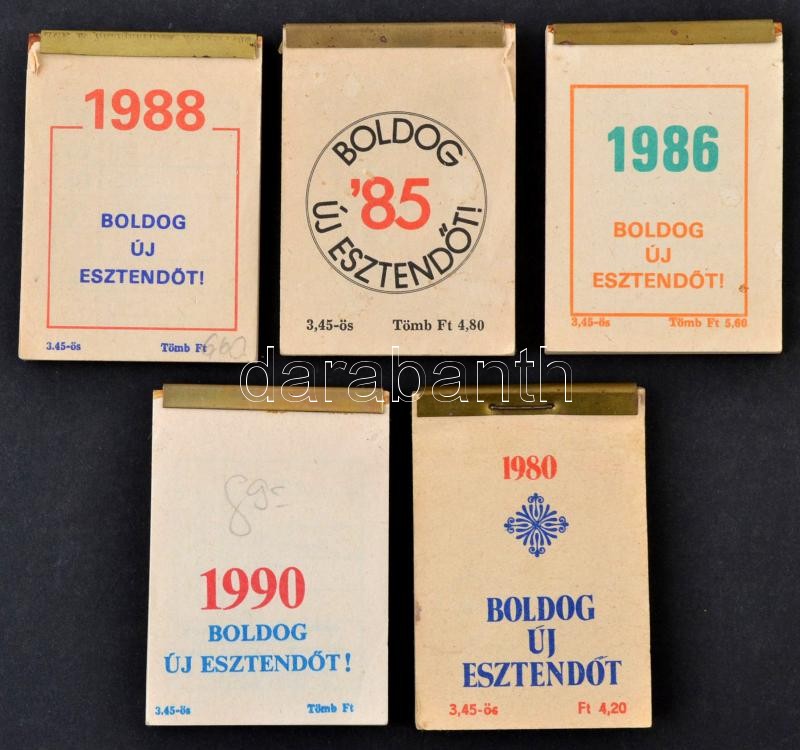 1988
BOLDOG
ÚJ
ESZTENDŐT!
3.45-ös Tömb Ft
BOLDOG
'85
ÚJ ESZTENDŐT!
3,45-ös Tömb Ft 4,80
1986
BOLDOG
ÚJ
ESZTENDŐT!
3,45-ös Tömb Ft 5,60
darabanth
1990
BOLDOG
ÚJ ESZTENDŐT!
3.45-ös Tömb Ft
1980
BOLDOG
ÚJ
ESZTENDŐT
3,45-ös Ft 4,20